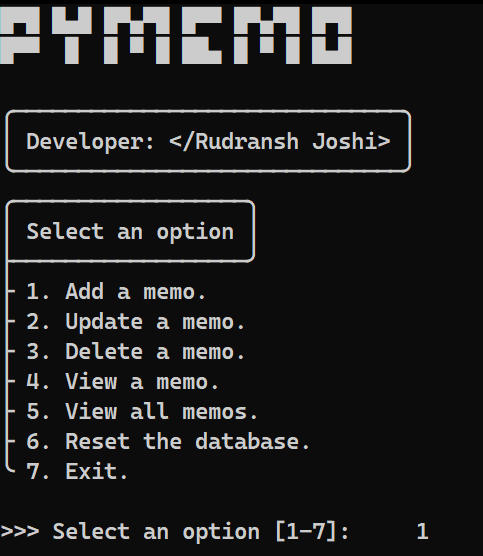 PYMEMO
Developer: </Rudransh Joshi>
Select an option
1. Add a memo.
2. Update a memo.
3. Delete a memo.
4. View a memo.
5. View all memos.
6. Reset the database.
7. Exit.
>>> Select an option [1-7]: 1